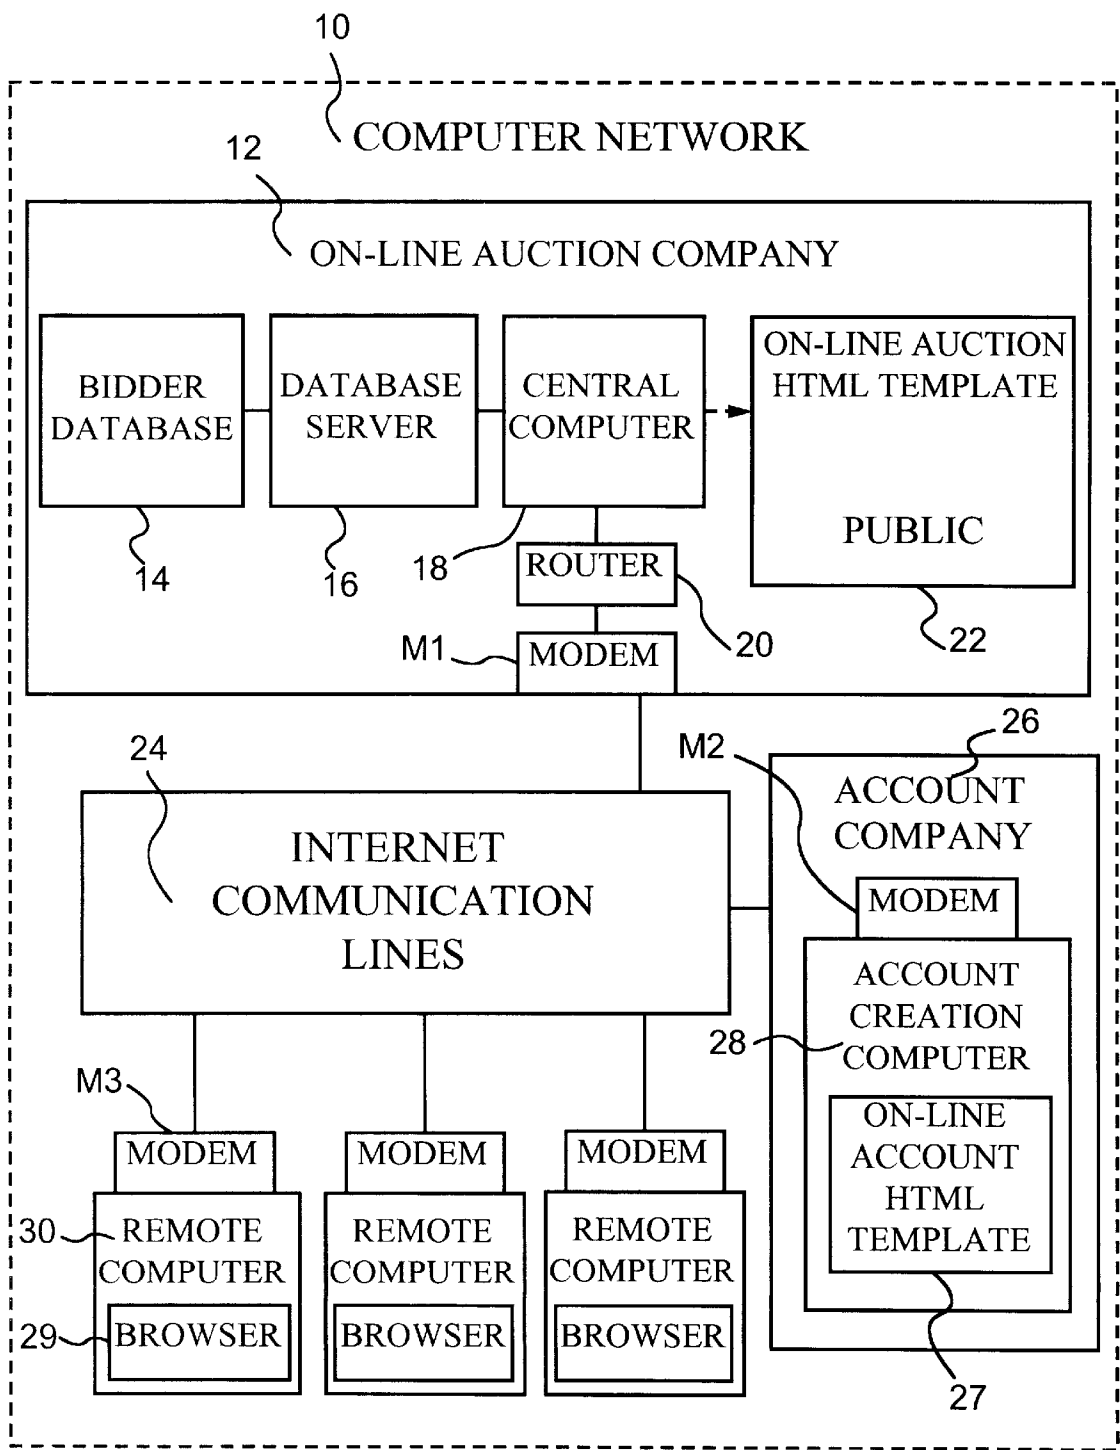 10
COMPUTER NETWORK
12
ON-LINE AUCTION COMPANY
BIDDER
DATABASE
DATABASE
SERVER
CENTRAL
COMPUTER
ON-LINE AUCTION
HTML TEMPLATE
PUBLIC
14
16
18
ROUTER
20
22
M1
MODEM
24
INTERNET
COMMUNICATION
LINES
26
M2
ACCOUNT
COMPANY
MODEM
ACCOUNT
CREATION
COMPUTER
28
ON-LINE
ACCOUNT
HTML
TEMPLATE
27
M3
MODEM
MODEM
MODEM
30
REMOTE
COMPUTER
REMOTE
COMPUTER
REMOTE
COMPUTER
29
BROWSER
BROWSER
BROWSER